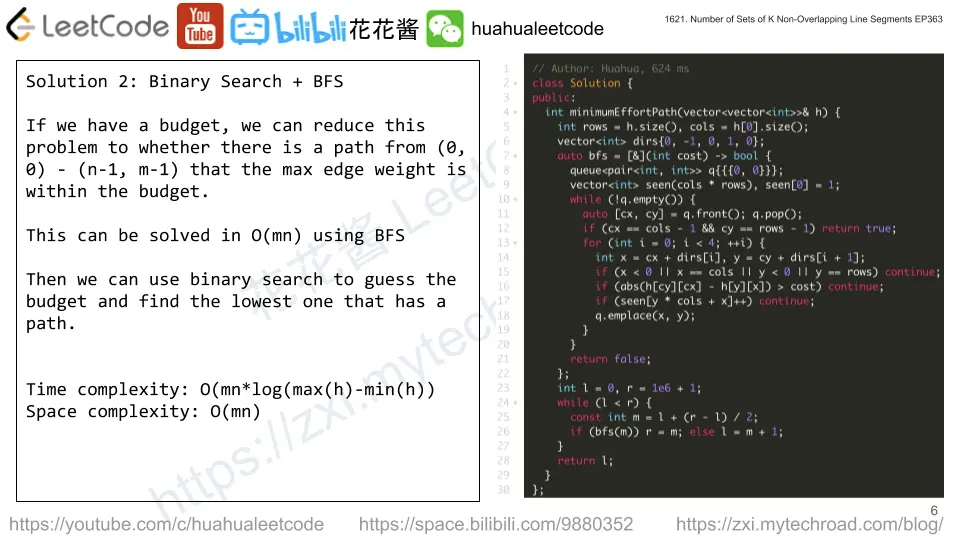 LeetCode You Tube bilibili 花花酱 huahualeetcode
1621. Number of Sets of K Non-Overlapping Line Segments EP363
Solution 2: Binary Search + BFS
If we have a budget, we can reduce this
problem to whether there is a path from (0,
0) - (n-1, m-1) that the max edge weight is
within the budget.
This can be solved in O(mn) using BFS
Then we can use binary search to guess the
budget and find the lowest one that has a
path.
Time complexity: O(mn*log(max(h)-min(h))
Space complexity: O(mn)
花花酱 LeetC
https://zxi.mytechr
1 // Author: Huahua, 624 ms
2 class Solution {
3 public:
4   int minimumEffortPath(vector<vector<int>>& h) {
5     int rows = h.size(), cols = h[0].size();
6     vector<int> dirs{0, -1, 0, 1, 0};
7     auto bfs = [&](int cost) -> bool {
8       queue<pair<int, int>> q{{{0, 0}}};
9       vector<int> seen(cols * rows), seen[0] = 1;
10       while (!q.empty()) {
11         auto [cx, cy] = q.front(); q.pop();
12         if (cx == cols - 1 && cy == rows - 1) return true;
13         for (int i = 0; i < 4; ++i) {
14           int x = cx + dirs[i], y = cy + dirs[i + 1];
15           if (x < 0 || x == cols || y < 0 || y == rows) continue;
16           if (abs(h[cy][cx] - h[y][x]) > cost) continue;
17           if (seen[y * cols + x]++) continue;
18           q.emplace(x, y);
19         }
20       }
21       return false;
22     };
23     int l = 0, r = 1e6 + 1;
24     while (l < r) {
25       const int m = l + (r - l) / 2;
26       if (bfs(m)) r = m; else l = m + 1;
27     }
28     return l;
29   }
30 };
6
https://youtube.com/c/huahualeetcode https://space.bilibili.com/9880352 https://zxi.mytechroad.com/blog/